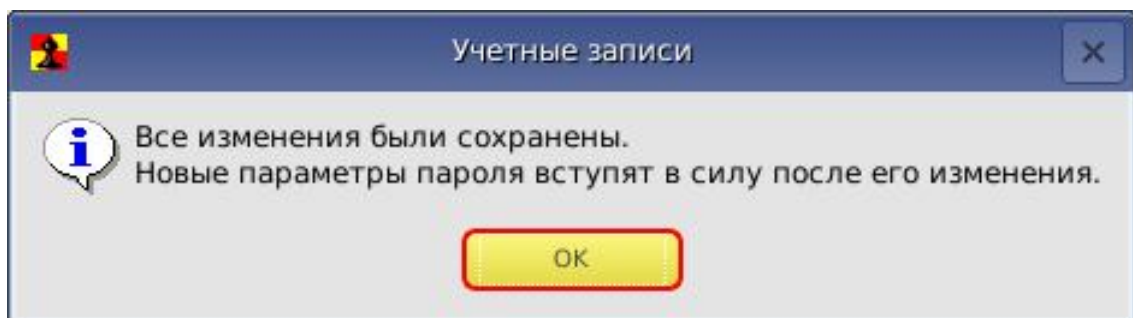 Учетные записи
Все изменения были сохранены.
Новые параметры пароля вступят в силу после его изменения.
ОК